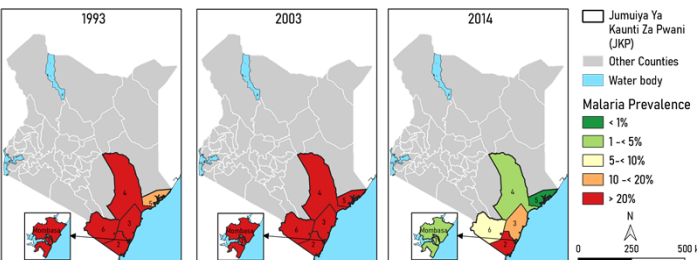 1993
2003
2014
4
5
3
6
2
Mombasa
4
5
3
6
2
Mombasa
4
5
3
6
2
Mombasa
Jumuiya Ya
Kaunti Za Pwani
(JKP)
Other Counties
Water body
Malaria Prevalence
< 1%
1 -< 5%
5-< 10%
10 -< 20%
> 20%
N
0 250 500